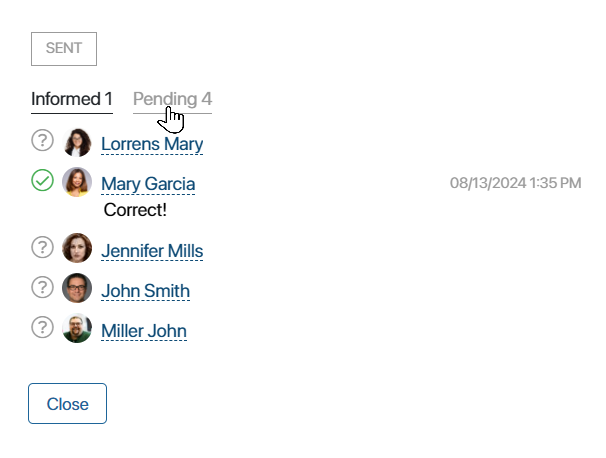 SENT
Informed 1 Pending 4
? Lorrens Mary
Mary Garcia 08/13/2024 1:35 PM
Correct!
? Jennifer Mills
? John Smith
? Miller John
Close